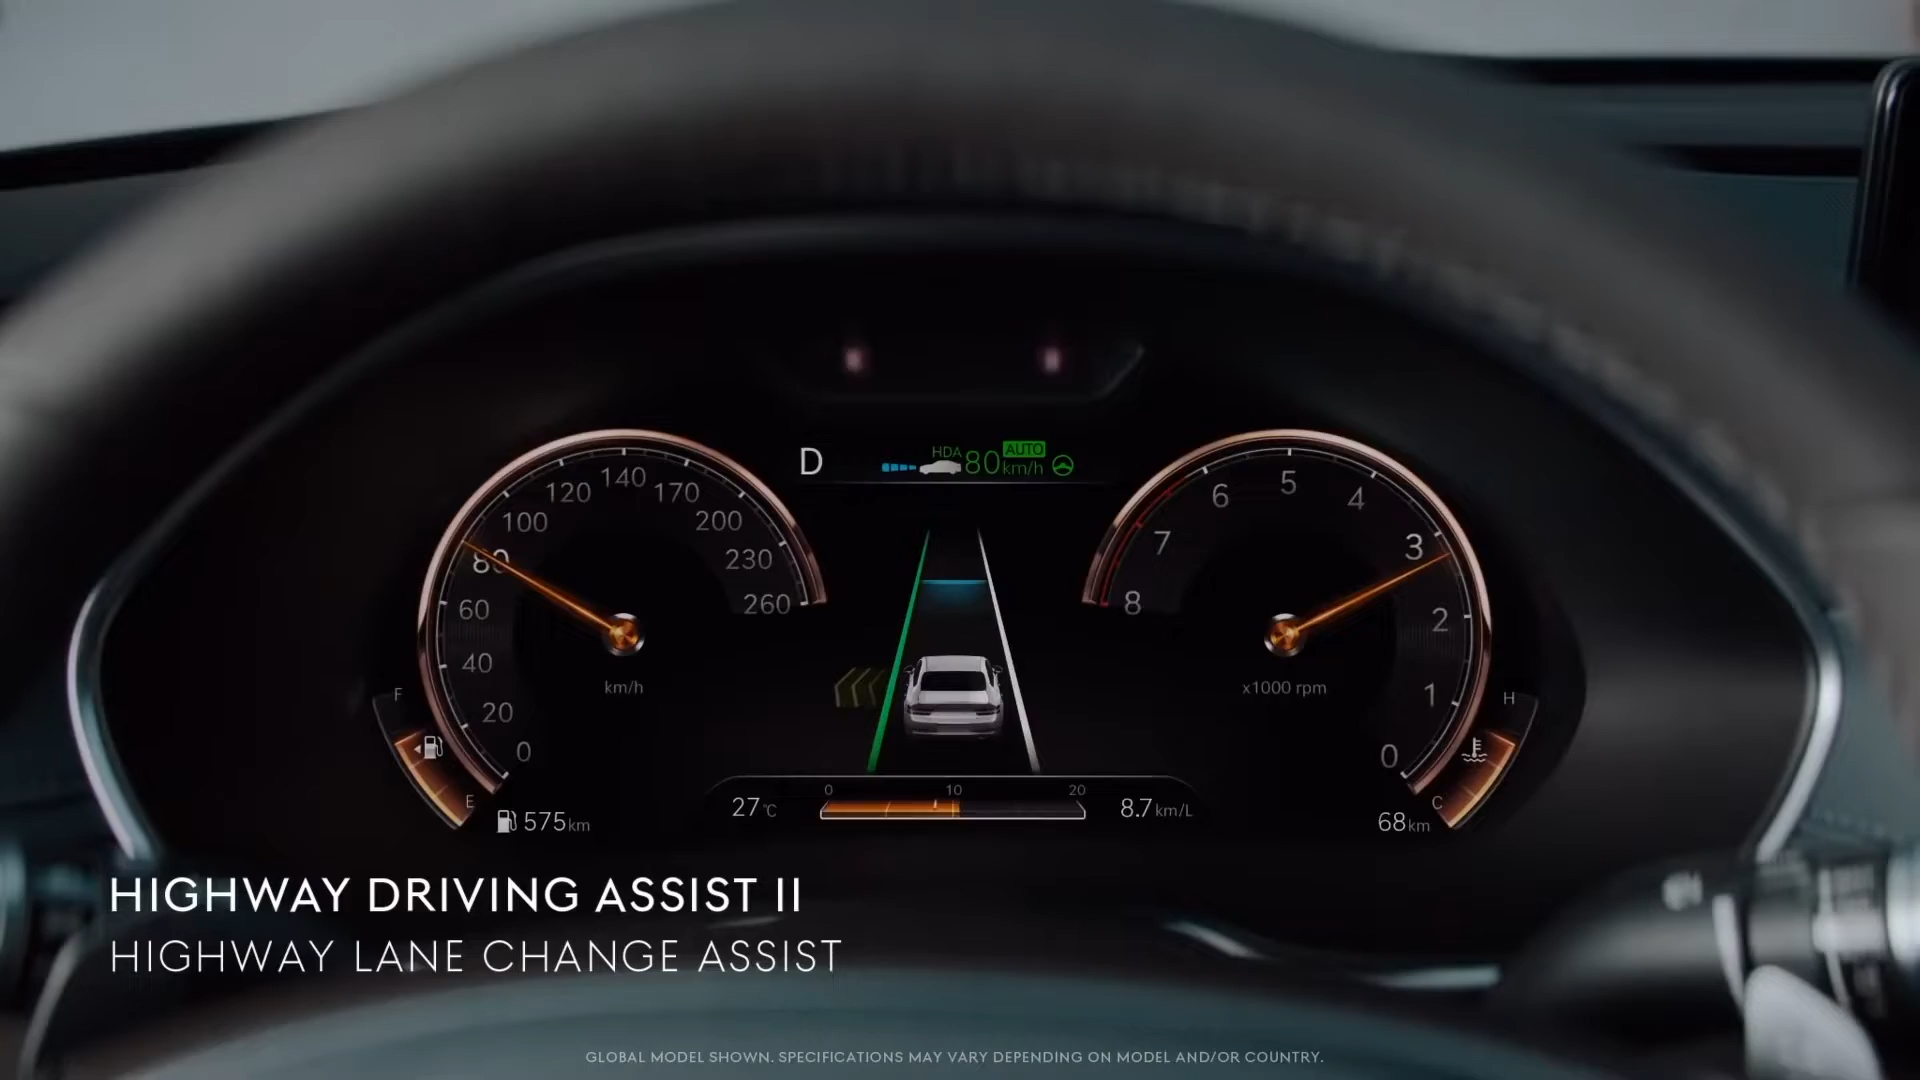 D
HDA
80
AUTO
km/h
0
20
40
60
80
100
120
140
170
200
230
260
km/h
8
7
6
5
4
3
2
1
0
x1000 rpm
F
E
575km
27°C
0 10 20
8.7km/L
H
C
68km
HIGHWAY DRIVING ASSIST II
HIGHWAY LANE CHANGE ASSIST
GLOBAL MODEL SHOWN. SPECIFICATIONS MAY VARY DEPENDING ON MODEL AND/OR COUNTRY.